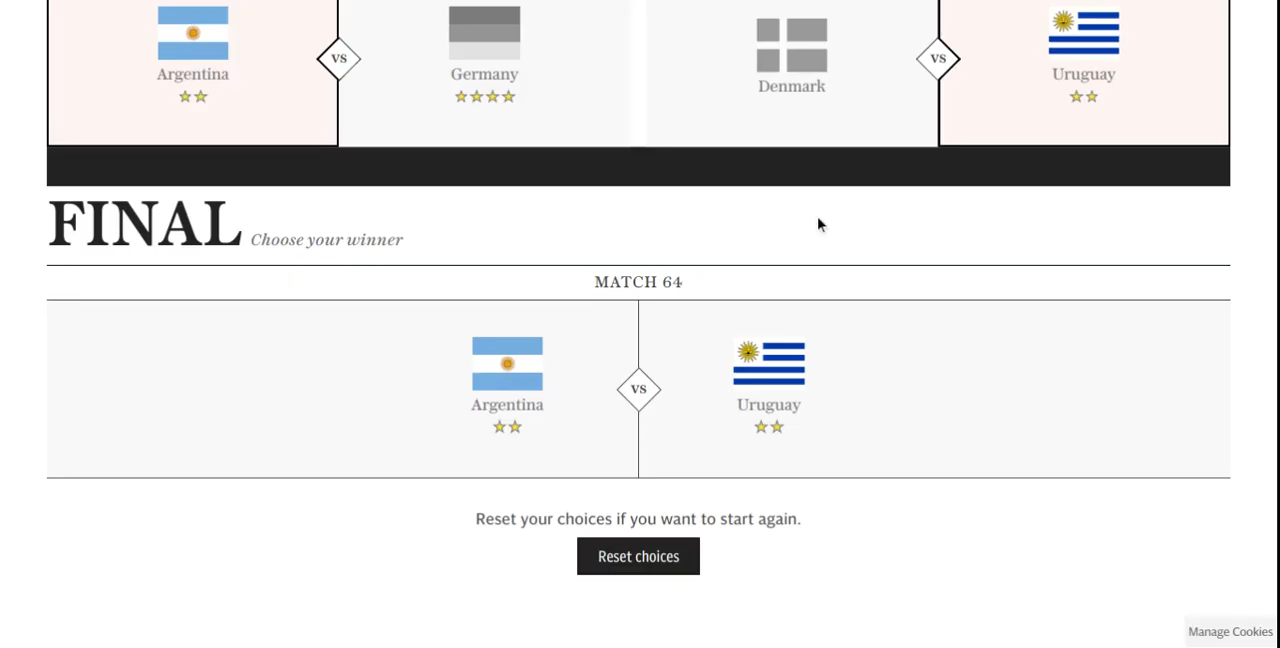 Argentina
VS
Germany
Denmark
VS
Uruguay
FINAL Choose your winner
MATCH 64
Argentina
VS
Uruguay
Reset your choices if you want to start again.
Reset choices
Manage Cookies